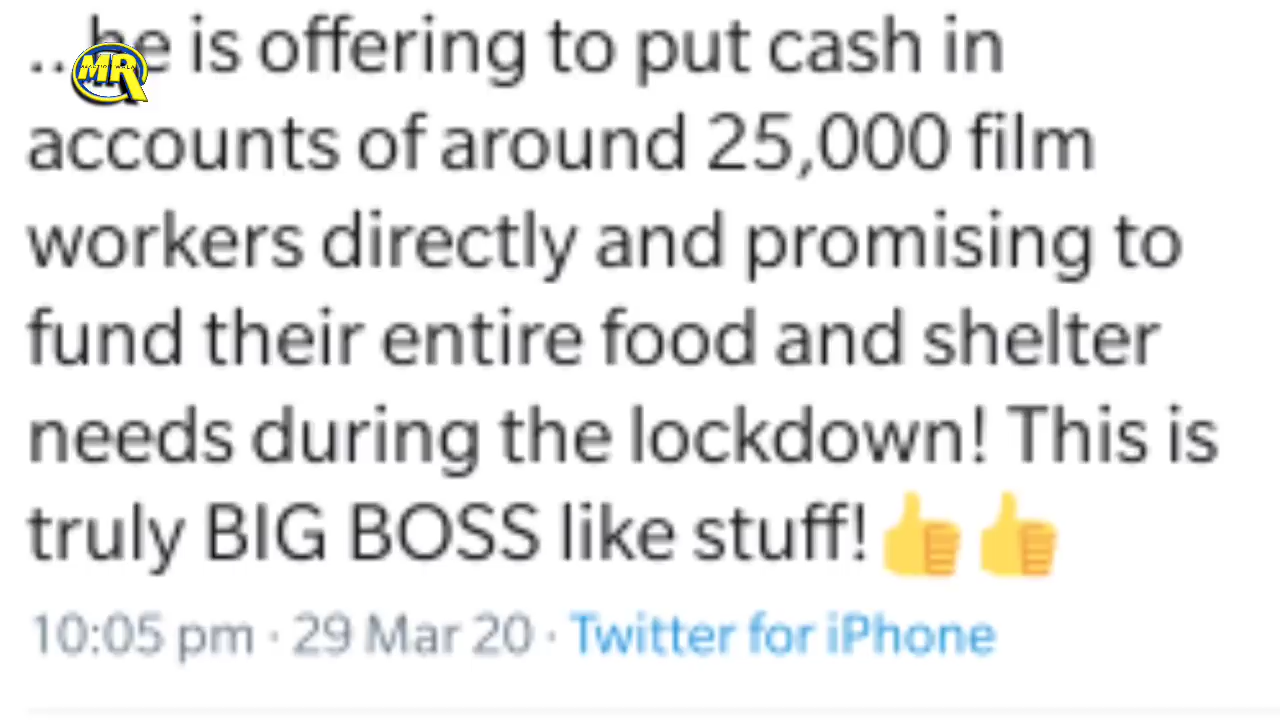 ...he is offering to put cash in
MR
accounts of around 25,000 film
workers directly and promising to
fund their entire food and shelter
needs during the lockdown! This is
truly BIG BOSS like stuff! 👍👍
10:05 pm · 29 Mar 20 · Twitter for iPhone